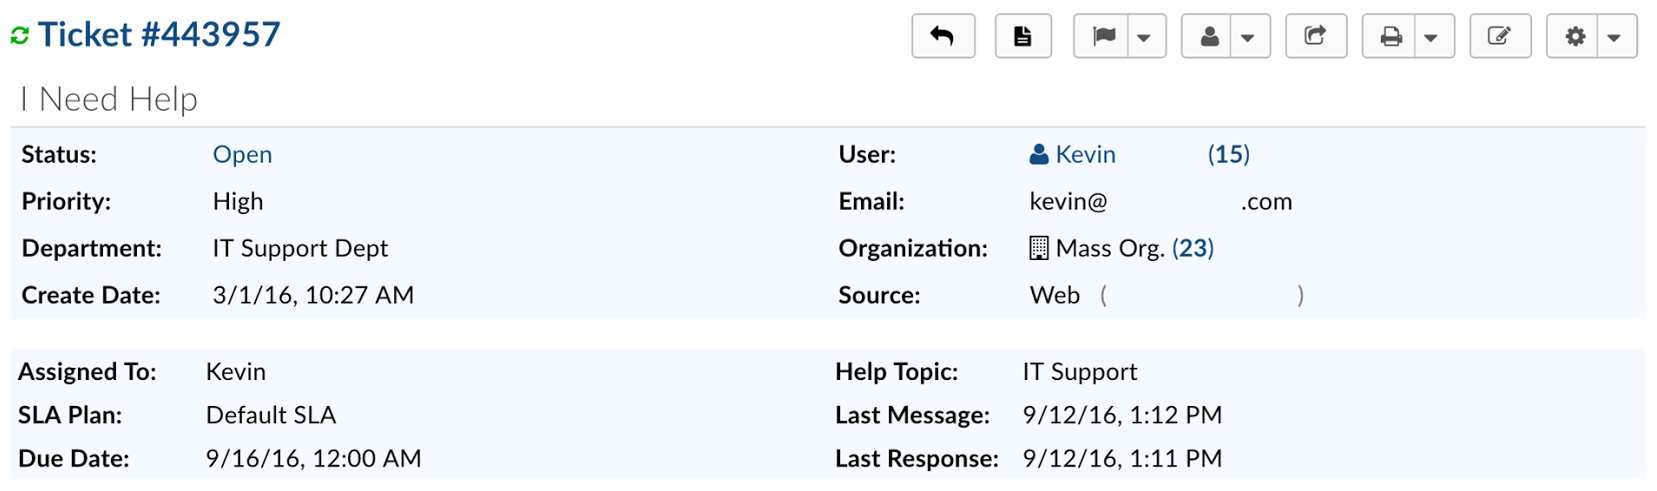 Ticket #443957
I Need Help
Status: Open
Priority: High
Department: IT Support Dept
Create Date: 3/1/16, 10:27 AM
User: Kevin (15)
Email: kevin@ .com
Organization: Mass Org. (23)
Source: Web ( )
Assigned To: Kevin
SLA Plan: Default SLA
Due Date: 9/16/16, 12:00 AM
Help Topic: IT Support
Last Message: 9/12/16, 1:12 PM
Last Response: 9/12/16, 1:11 PM